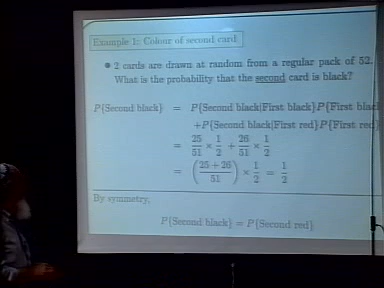 Example 1: Colour of second card
• 2 cards are drawn at random from a regular pack of 52.
What is the probability that the second card is black?
P{Second black} = P{Second black|First black}P{First blac
+P{Second black|First red}P{First red}
= 25/51 × 1/2 + 26/51 × 1/2
= ((25 + 26)/51) × 1/2 = 1/2
By symmetry,
P{Second black} = P{Second red}